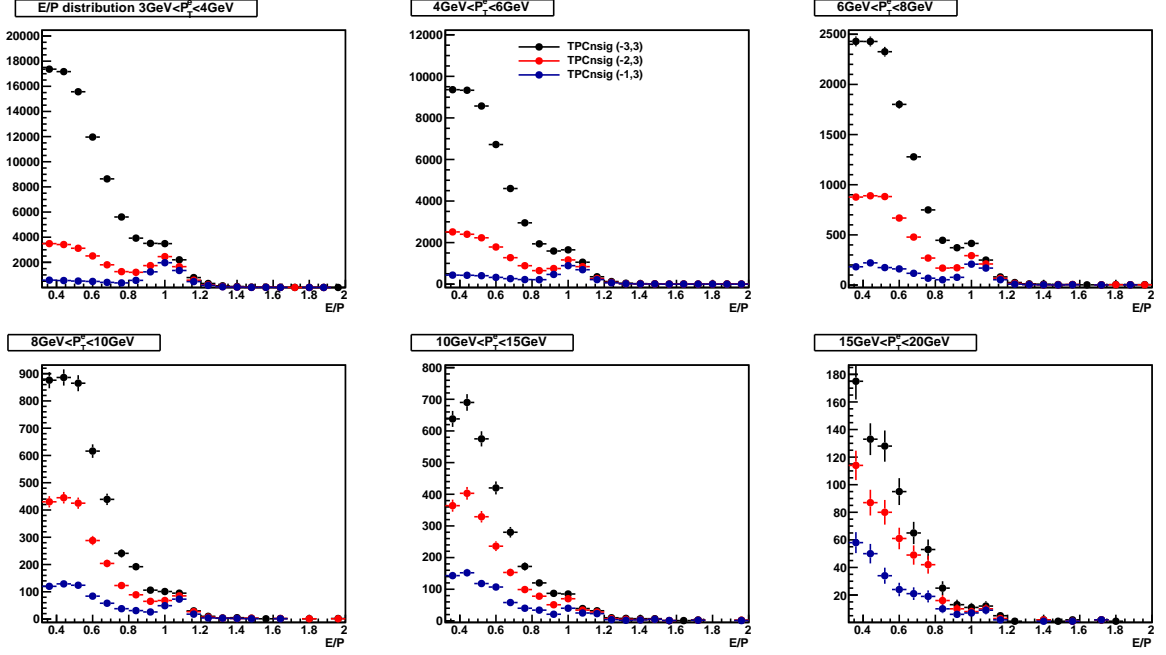 E/P distribution 3GeV<P_T^e<4GeV
20000
18000
16000
14000
12000
10000
8000
6000
4000
2000
0.4 0.6 0.8 1 1.2 1.4 1.6 1.8 2
E/P
4GeV<P_T^e<6GeV
12000
10000
8000
6000
4000
2000
0
TPCnsig (-3,3)
TPCnsig (-2,3)
TPCnsig (-1,3)
0.4 0.6 0.8 1 1.2 1.4 1.6 1.8 2
E/P
6GeV<P_T^e<8GeV
2500
2000
1500
1000
500
0
0.4 0.6 0.8 1 1.2 1.4 1.6 1.8 2
E/P
8GeV<P_T^e<10GeV
900
800
700
600
500
400
300
200
100
0
0.4 0.6 0.8 1 1.2 1.4 1.6 1.8 2
E/P
10GeV<P_T^e<15GeV
800
700
600
500
400
300
200
100
0
0.4 0.6 0.8 1 1.2 1.4 1.6 1.8 2
E/P
15GeV<P_T^e<20GeV
180
160
140
120
100
80
60
40
20
0.4 0.6 0.8 1 1.2 1.4 1.6 1.8 2
E/P